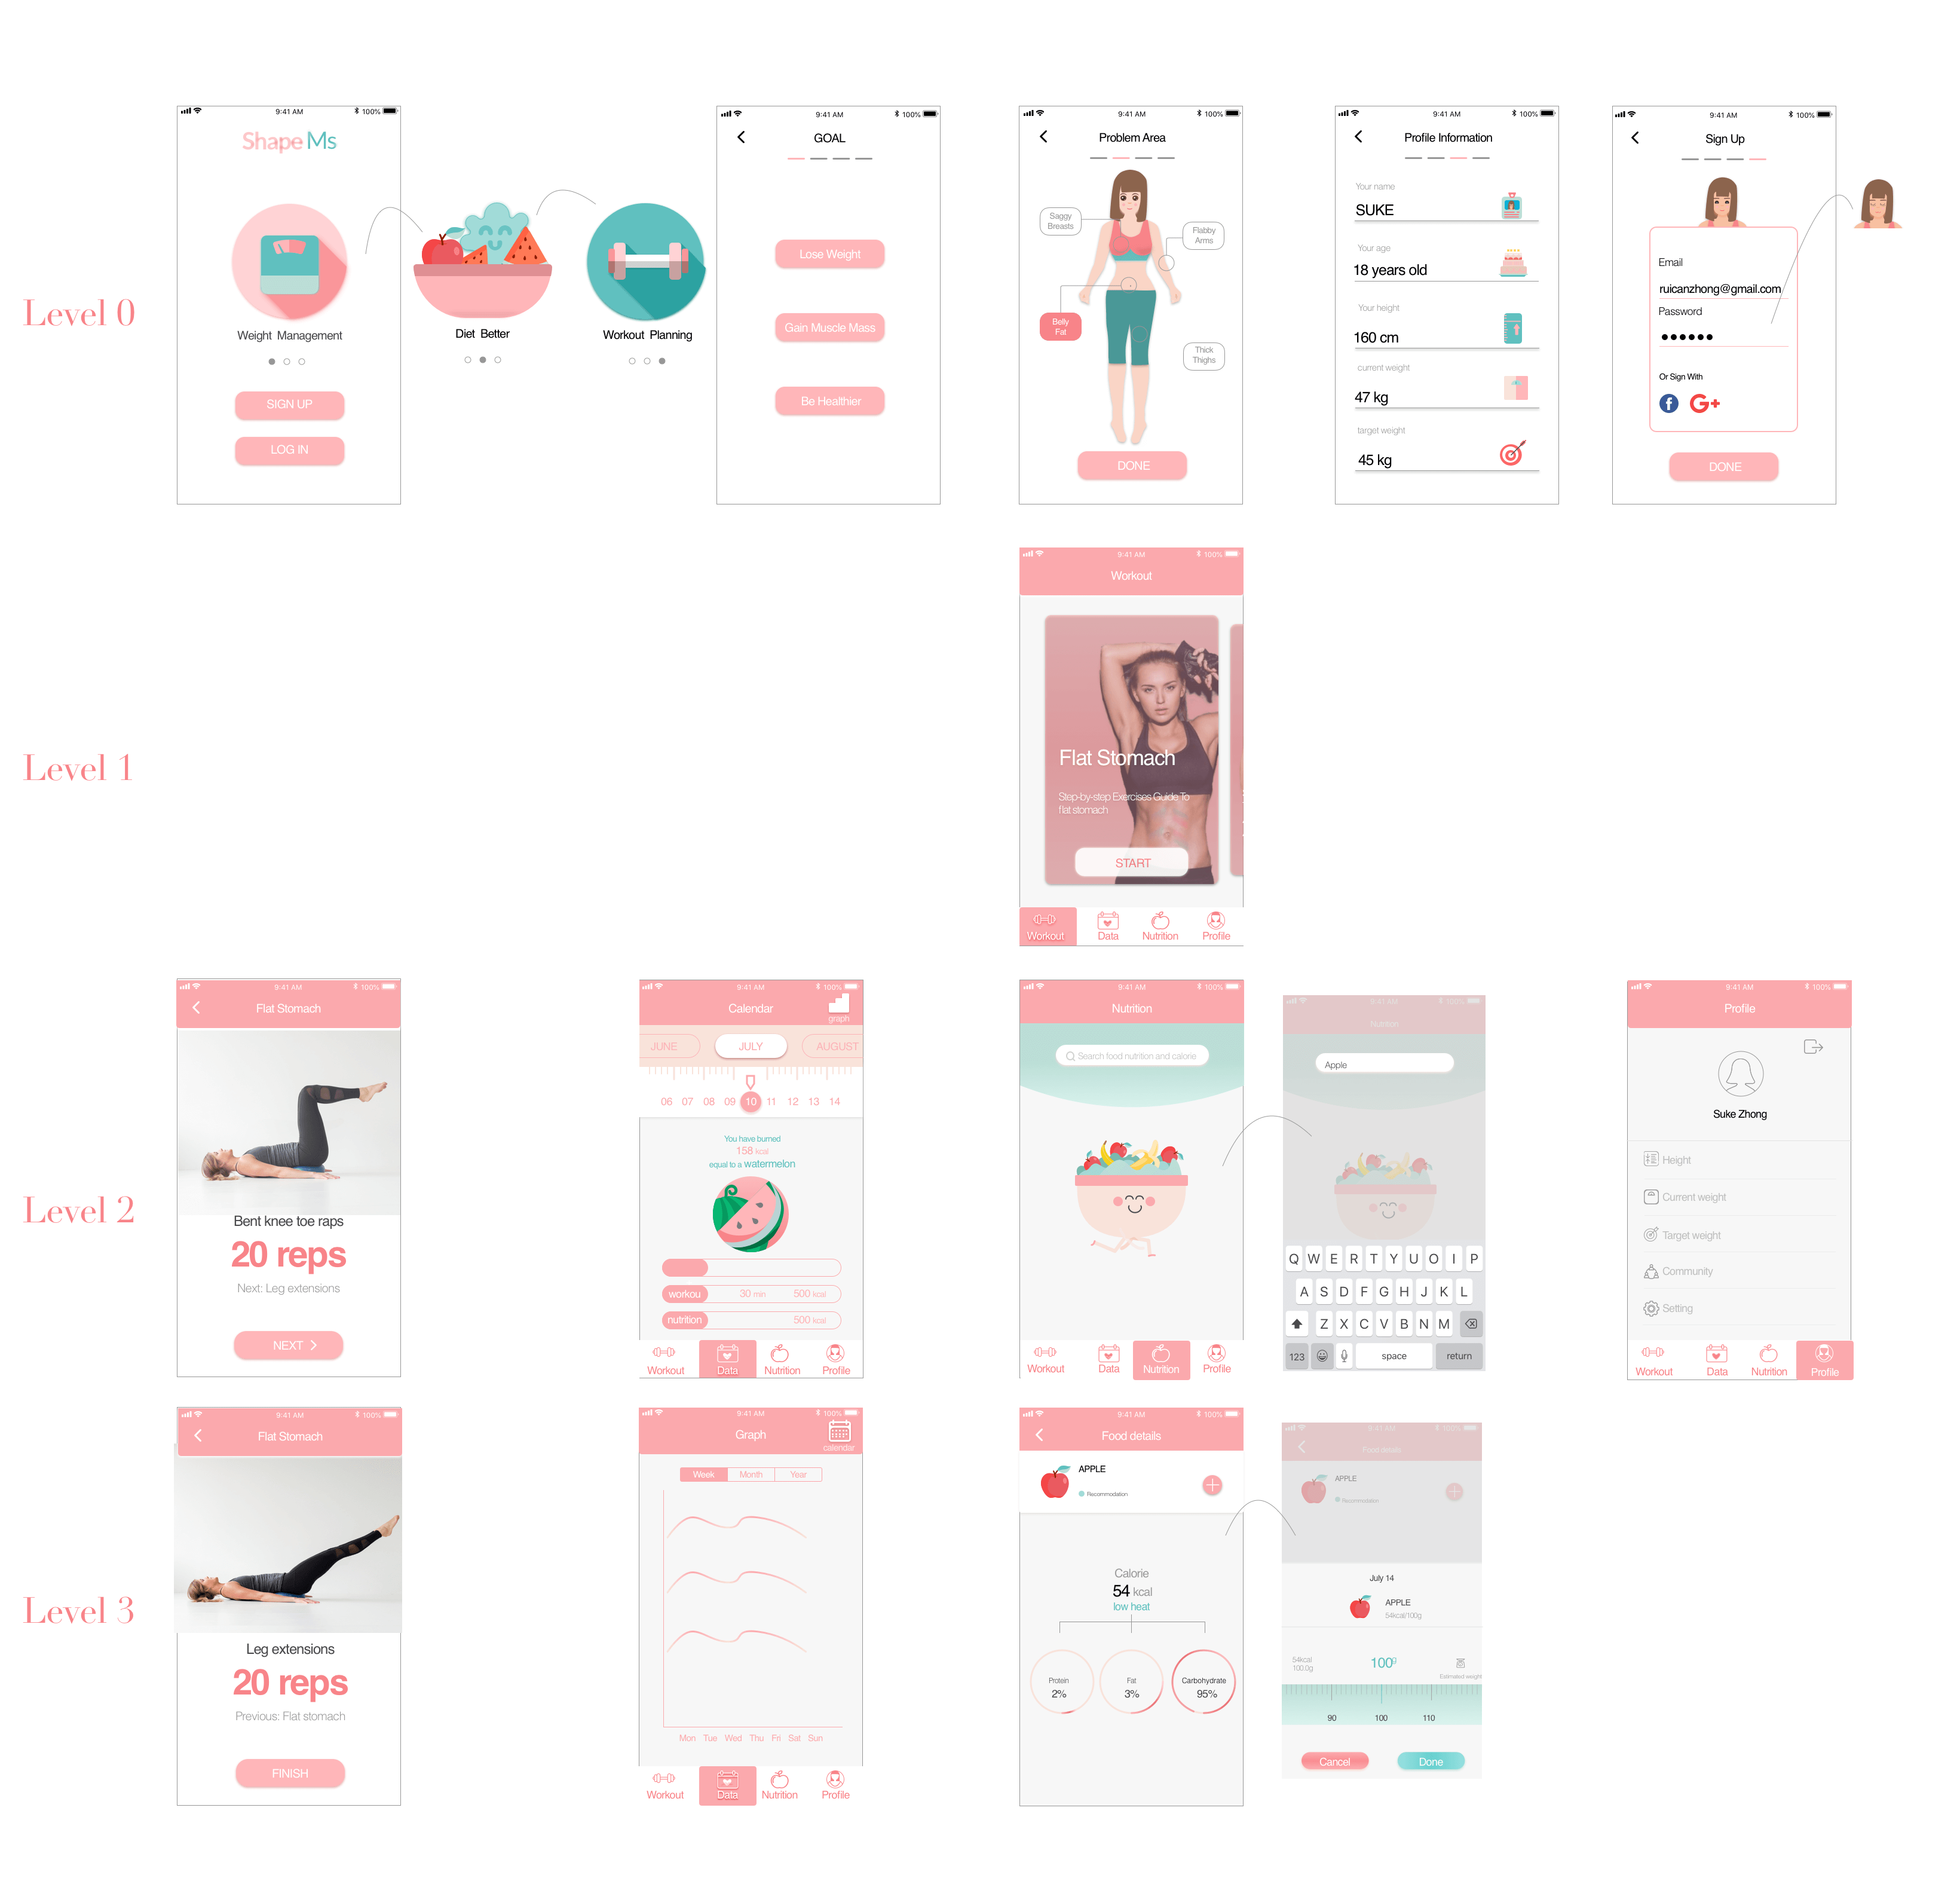 9:41 AM 100%
Shape Ms
Weight Management
SIGN UP
LOG IN
Diet Better
Workout Planning
9:41 AM 100%
GOAL
Lose Weight
Gain Muscle Mass
Be Healthier
9:41 AM 100%
Problem Area
Saggy
Breasts
Flabby
Arms
Belly
Fat
Thick
Thighs
DONE
9:41 AM 100%
Profile Information
Your name
SUKE
Your age
18 years old
Your height
160 cm
current weight
47 kg
target weight
45 kg
9:41 AM 100%
Sign Up
Email
ruicanzhong@gmail.com
Password
Or Sign With
f G+
DONE
Level 0
9:41 AM 100%
Workout
Flat Stomach
Step-by-step Exercises Guide To
flat stomach
START
Workout Data Nutrition Profile
Level 1
9:41 AM 100%
Flat Stomach
Bent knee toe raps
20 reps
Next: Leg extensions
NEXT
9:41 AM 100%
Calendar
graph
JUNE JULY AUGUST
06 07 08 09 10 11 12 13 14
You have burned
158 kcal
equal to a watermelon
workou 30 min 500 kcal
nutrition 500 kcal
Workout Data Nutrition Profile
9:41 AM 100%
Nutrition
Search food nutrition and calorie
Workout Data Nutrition Profile
9:41 AM 100%
Nutrition
Apple
Q W E R T Y U O I P
A S D F G H J K L
Z X C V B N M
123 space return
9:41 AM 100%
Profile
Suke Zhong
Height
Current weight
Target weight
Community
Setting
Workout Data Nutrition Profile
Level 2
9:41 AM 100%
Flat Stomach
Leg extensions
20 reps
Previous: Flat stomach
FINISH
9:41 AM 100%
Graph
calendar
Week Month Year
Mon Tue Wed Thu Fri Sat Sun
Workout Data Nutrition Profile
9:41 AM 100%
Food details
APPLE
Recommodation
Calorie
54 kcal
low heat
Protein
2%
Fat
3%
Carbohydrate
95%
9:41 AM 100%
Food details
APPLE
Recommodation
July 14
APPLE
54kcal/100g
54kcal
100.0g
100g
Estimated weight
90 100 110
Cancel Done
Level 3